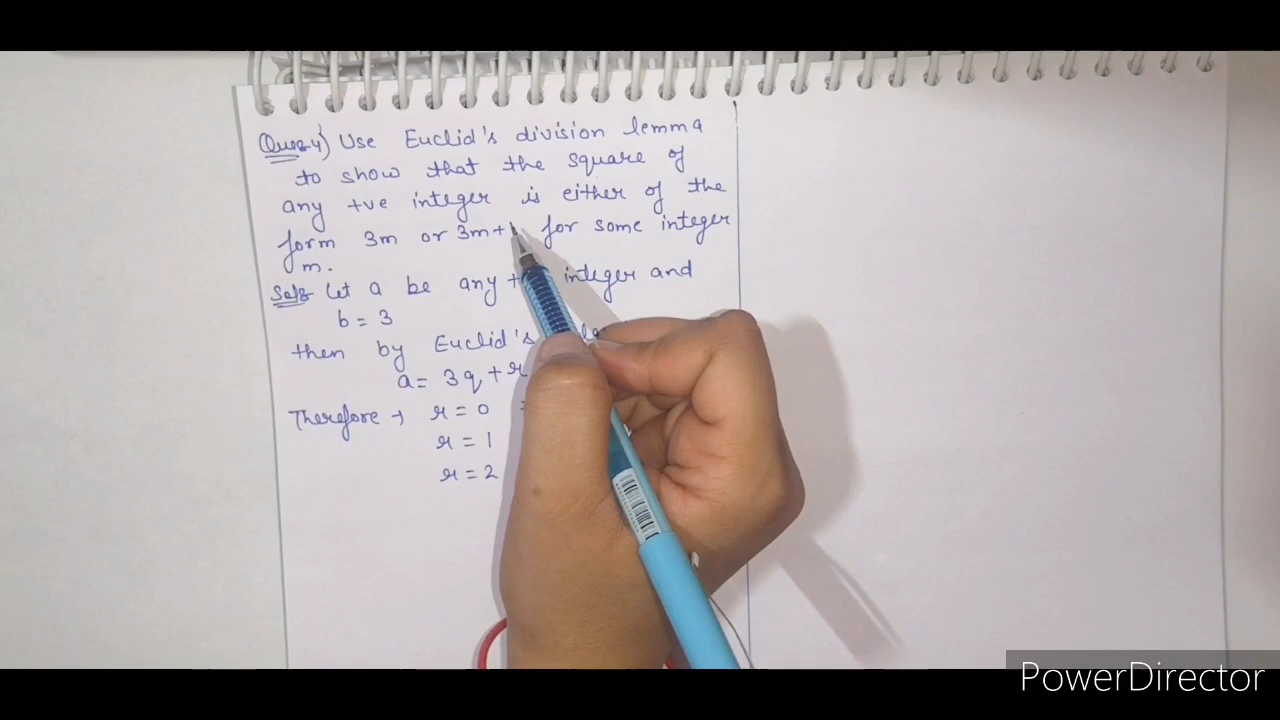 Ques 4) Use Euclid's division lemma
to show that the square of
any +ve integer is either of the
form 3m or 3m+ for some integer
m.
Sol: Let a be any integer and
b = 3
then by Euclid's
a = 3q + r
Therefore → r = 0
r = 1
r = 2
PowerDirector